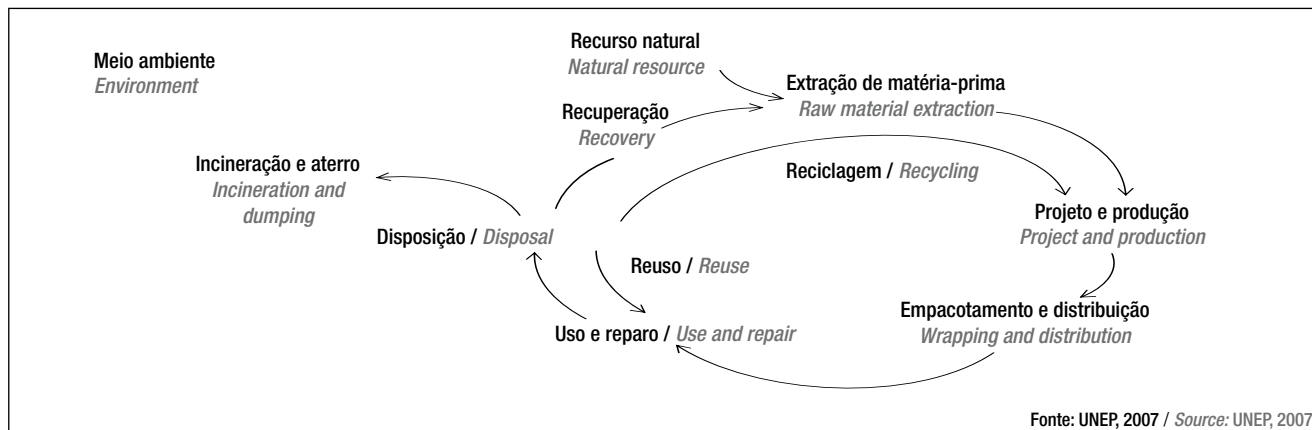 Meio ambiente
Environment
Recurso natural
Natural resource
Extração de matéria-prima
Raw material extraction
Recuperação
Recovery
Reciclagem / Recycling
Incineração e aterro
Incineration and
dumping
Projeto e produção
Project and production
Disposição / Disposal
Reuso / Reuse
Empacotamento e distribuição
Wrapping and distribution
Uso e reparo / Use and repair
Fonte: UNEP, 2007 / Source: UNEP, 2007